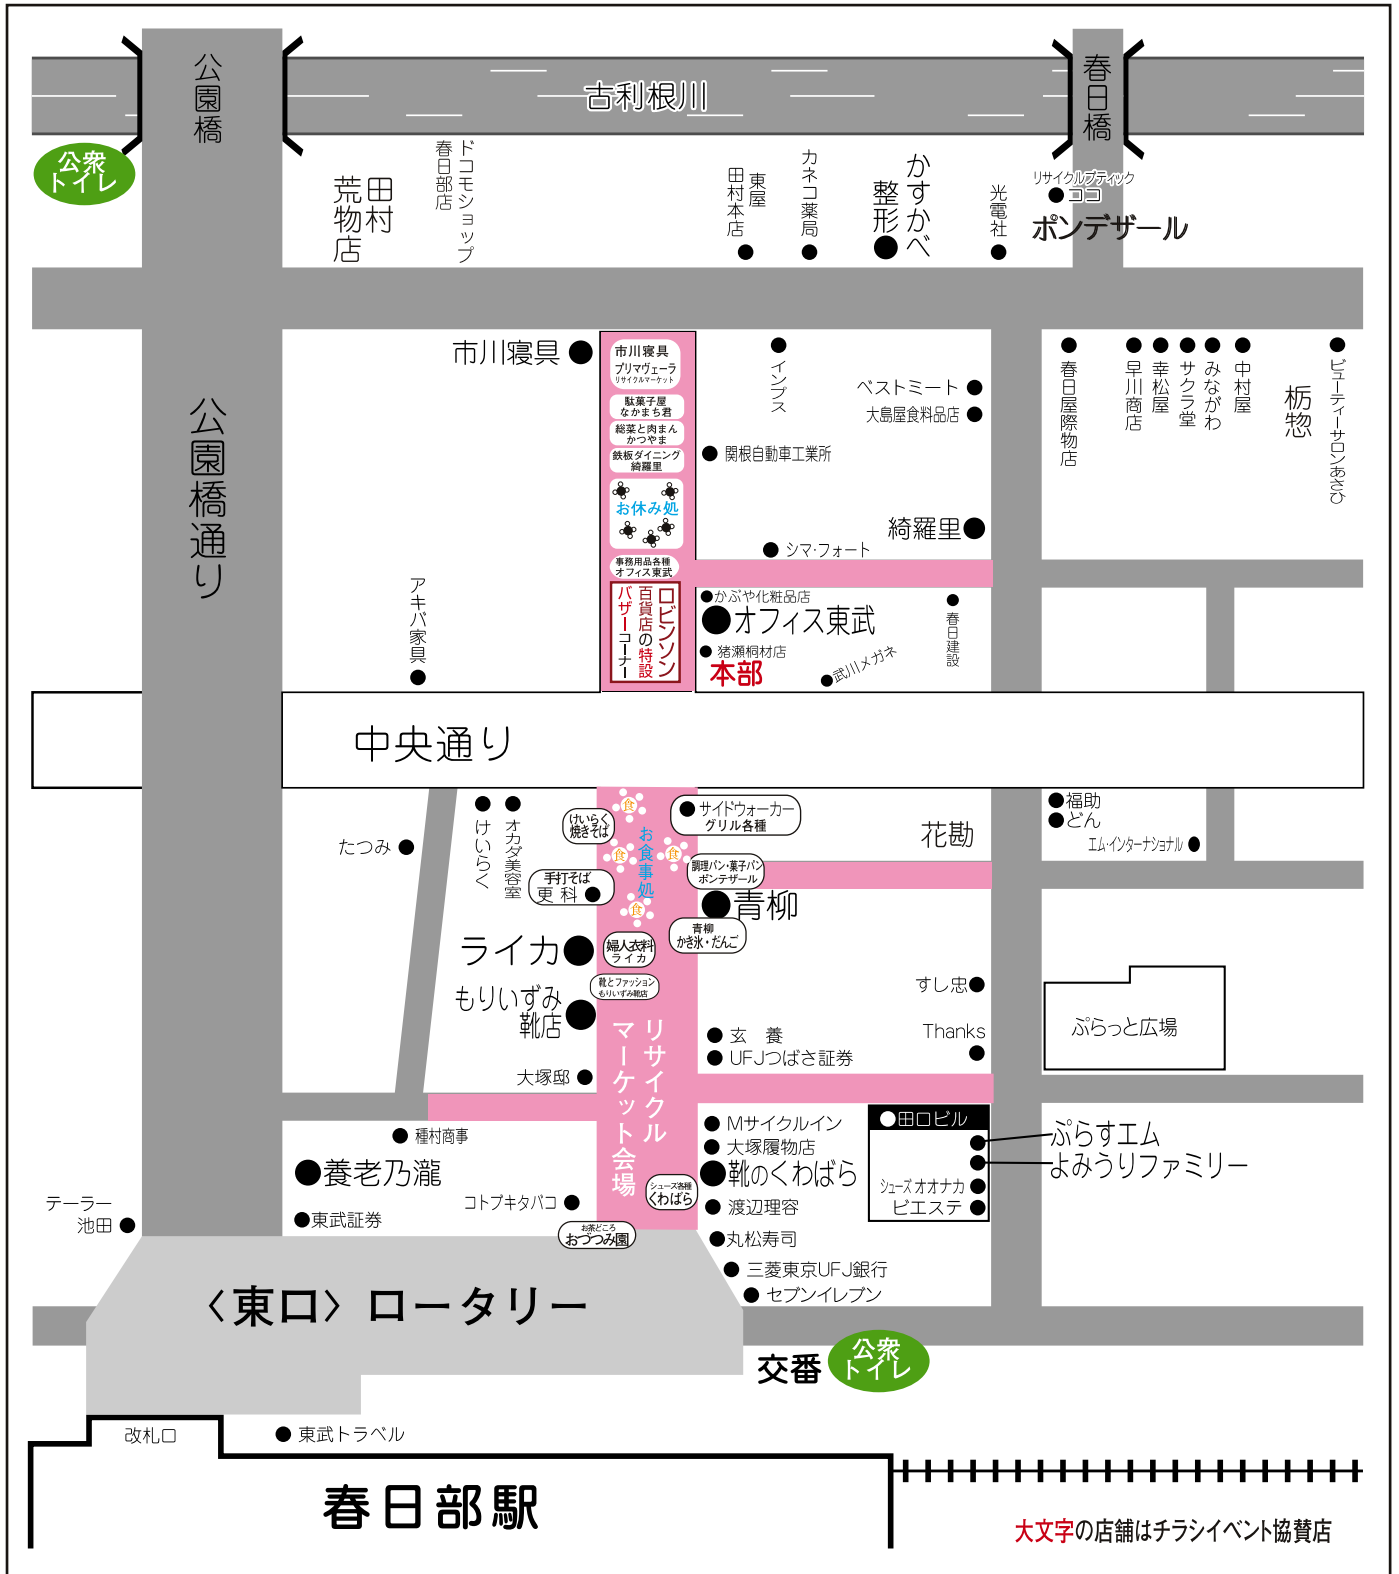 公園橋
古利根川
春日橋
公衆
トイレ
田村
荒物店
ドコモショップ
春日部店
東屋
田村本店
カネコ薬局
かすかべ
整形
光電社
リサイクルブティック
ココ
ポンデザール
市川寝具
市川寝具
プリマヴェーラ
リサイクルマーケット
駄菓子屋
なかまち君
総菜と肉まん
かつやま
鉄板ダイニング
綺羅里
お休み処
事務用品各種
オフィス東武
ロビンソン
百貨店の特設
バザーコーナー
インプス
ベストミート
大島屋食料品店
関根自動車工業所
綺羅里
シマ・フォート
春日屋際物店
早川商店
幸松屋
サクラ堂
みながわ
中村屋
栃惣
ビューティーサロンあさひ
公園橋通り
アキバ家具
かぶや化粧品店
オフィス東武
猪瀬桐材店
本部
武川メガネ
春日建設
中央通り
たつみ
けいらく
オカダ美容室
けいらく
焼きそば
食
食
食
食
お食事処
サイドウォーカー
グリル各種
花勘
福助
どん
エム・インターナショナル
手打そば
更科
調理パン・菓子パン
ポンデザール
青柳
青柳
かき氷・だんご
ライカ
婦人衣料
ライカ
靴とファッション
もりいずみ靴店
もりいずみ
靴店
すし忠
Thanks
ぷらっと広場
玄 養
UFJつばさ証券
大塚邸
リサイクル
マーケット会場
種村商事
養老乃瀧
東武証券
コトブキタバコ
テーラー
池田
Mサイクルイン
大塚履物店
靴のくわばら
シューズ各種
くわばら
渡辺理容
丸松寿司
三菱東京UFJ銀行
セブンイレブン
田口ビル
ぷらすエム
よみうりファミリー
シューズオオナカ
ビエステ
お茶どころ
おづつみ園
〈東口〉ロータリー
交番
公衆
トイレ
改札口
東武トラベル
春日部駅
大文字の店舗はチラシイベント協賛店